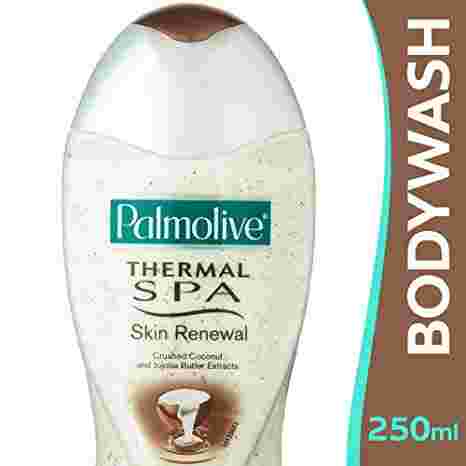 Palmolive®
THERMAL
SPA
Skin Renewal
Crushed Coconut
and Jojoba Butter Extracts
BODYWASH
250ml